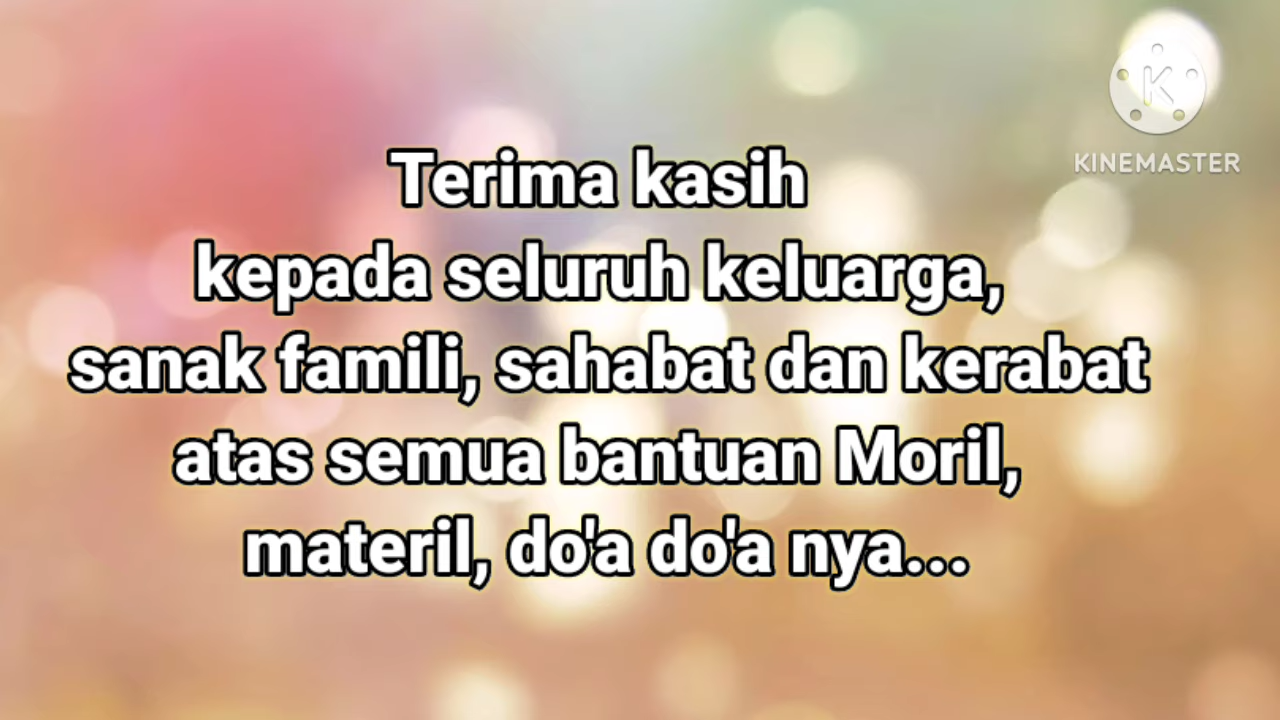 KINEMASTER
Terima kasih
kepada seluruh keluarga,
sanak famili, sahabat dan kerabat
atas semua bantuan Moril,
materil, do'a do'a nya...